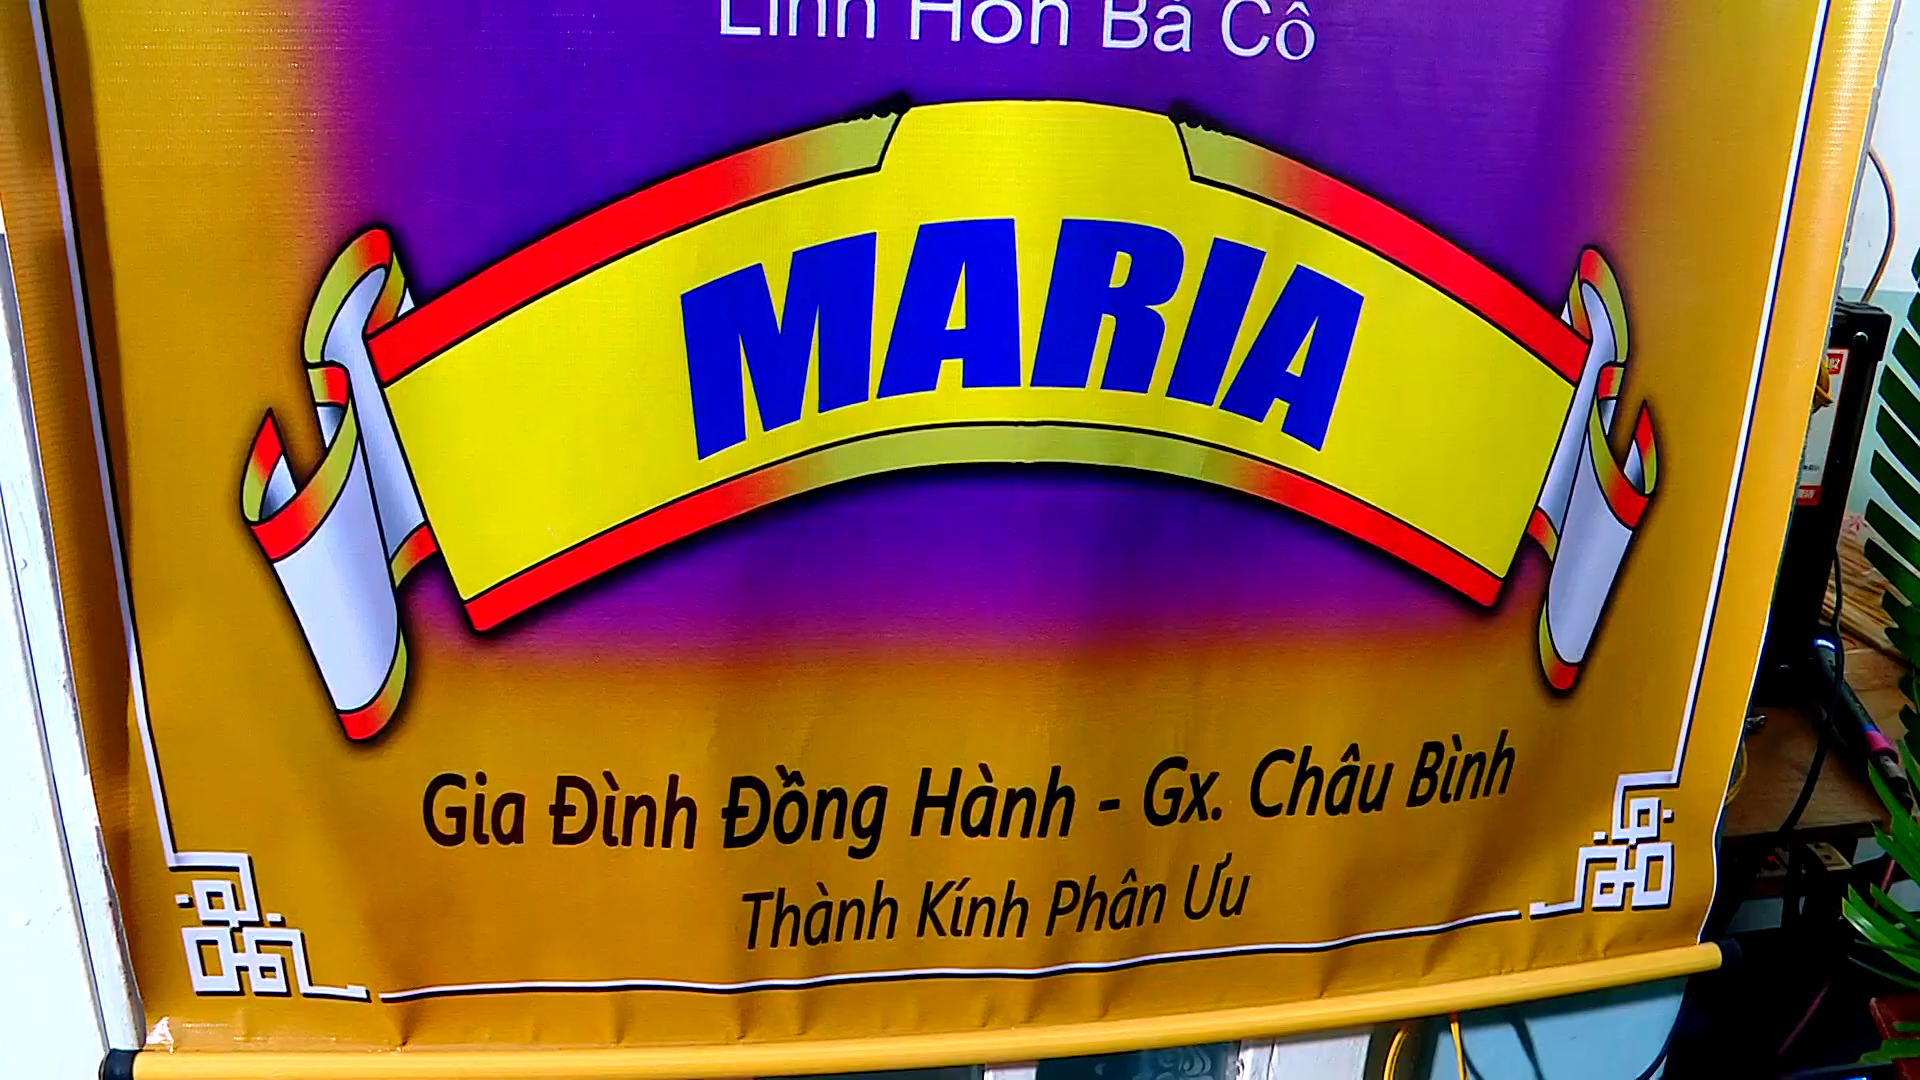 Linh Hồn Bà Cố
MARIA
Gia Đình Đồng Hành - Gx. Châu Bình
Thành Kính Phân Ưu